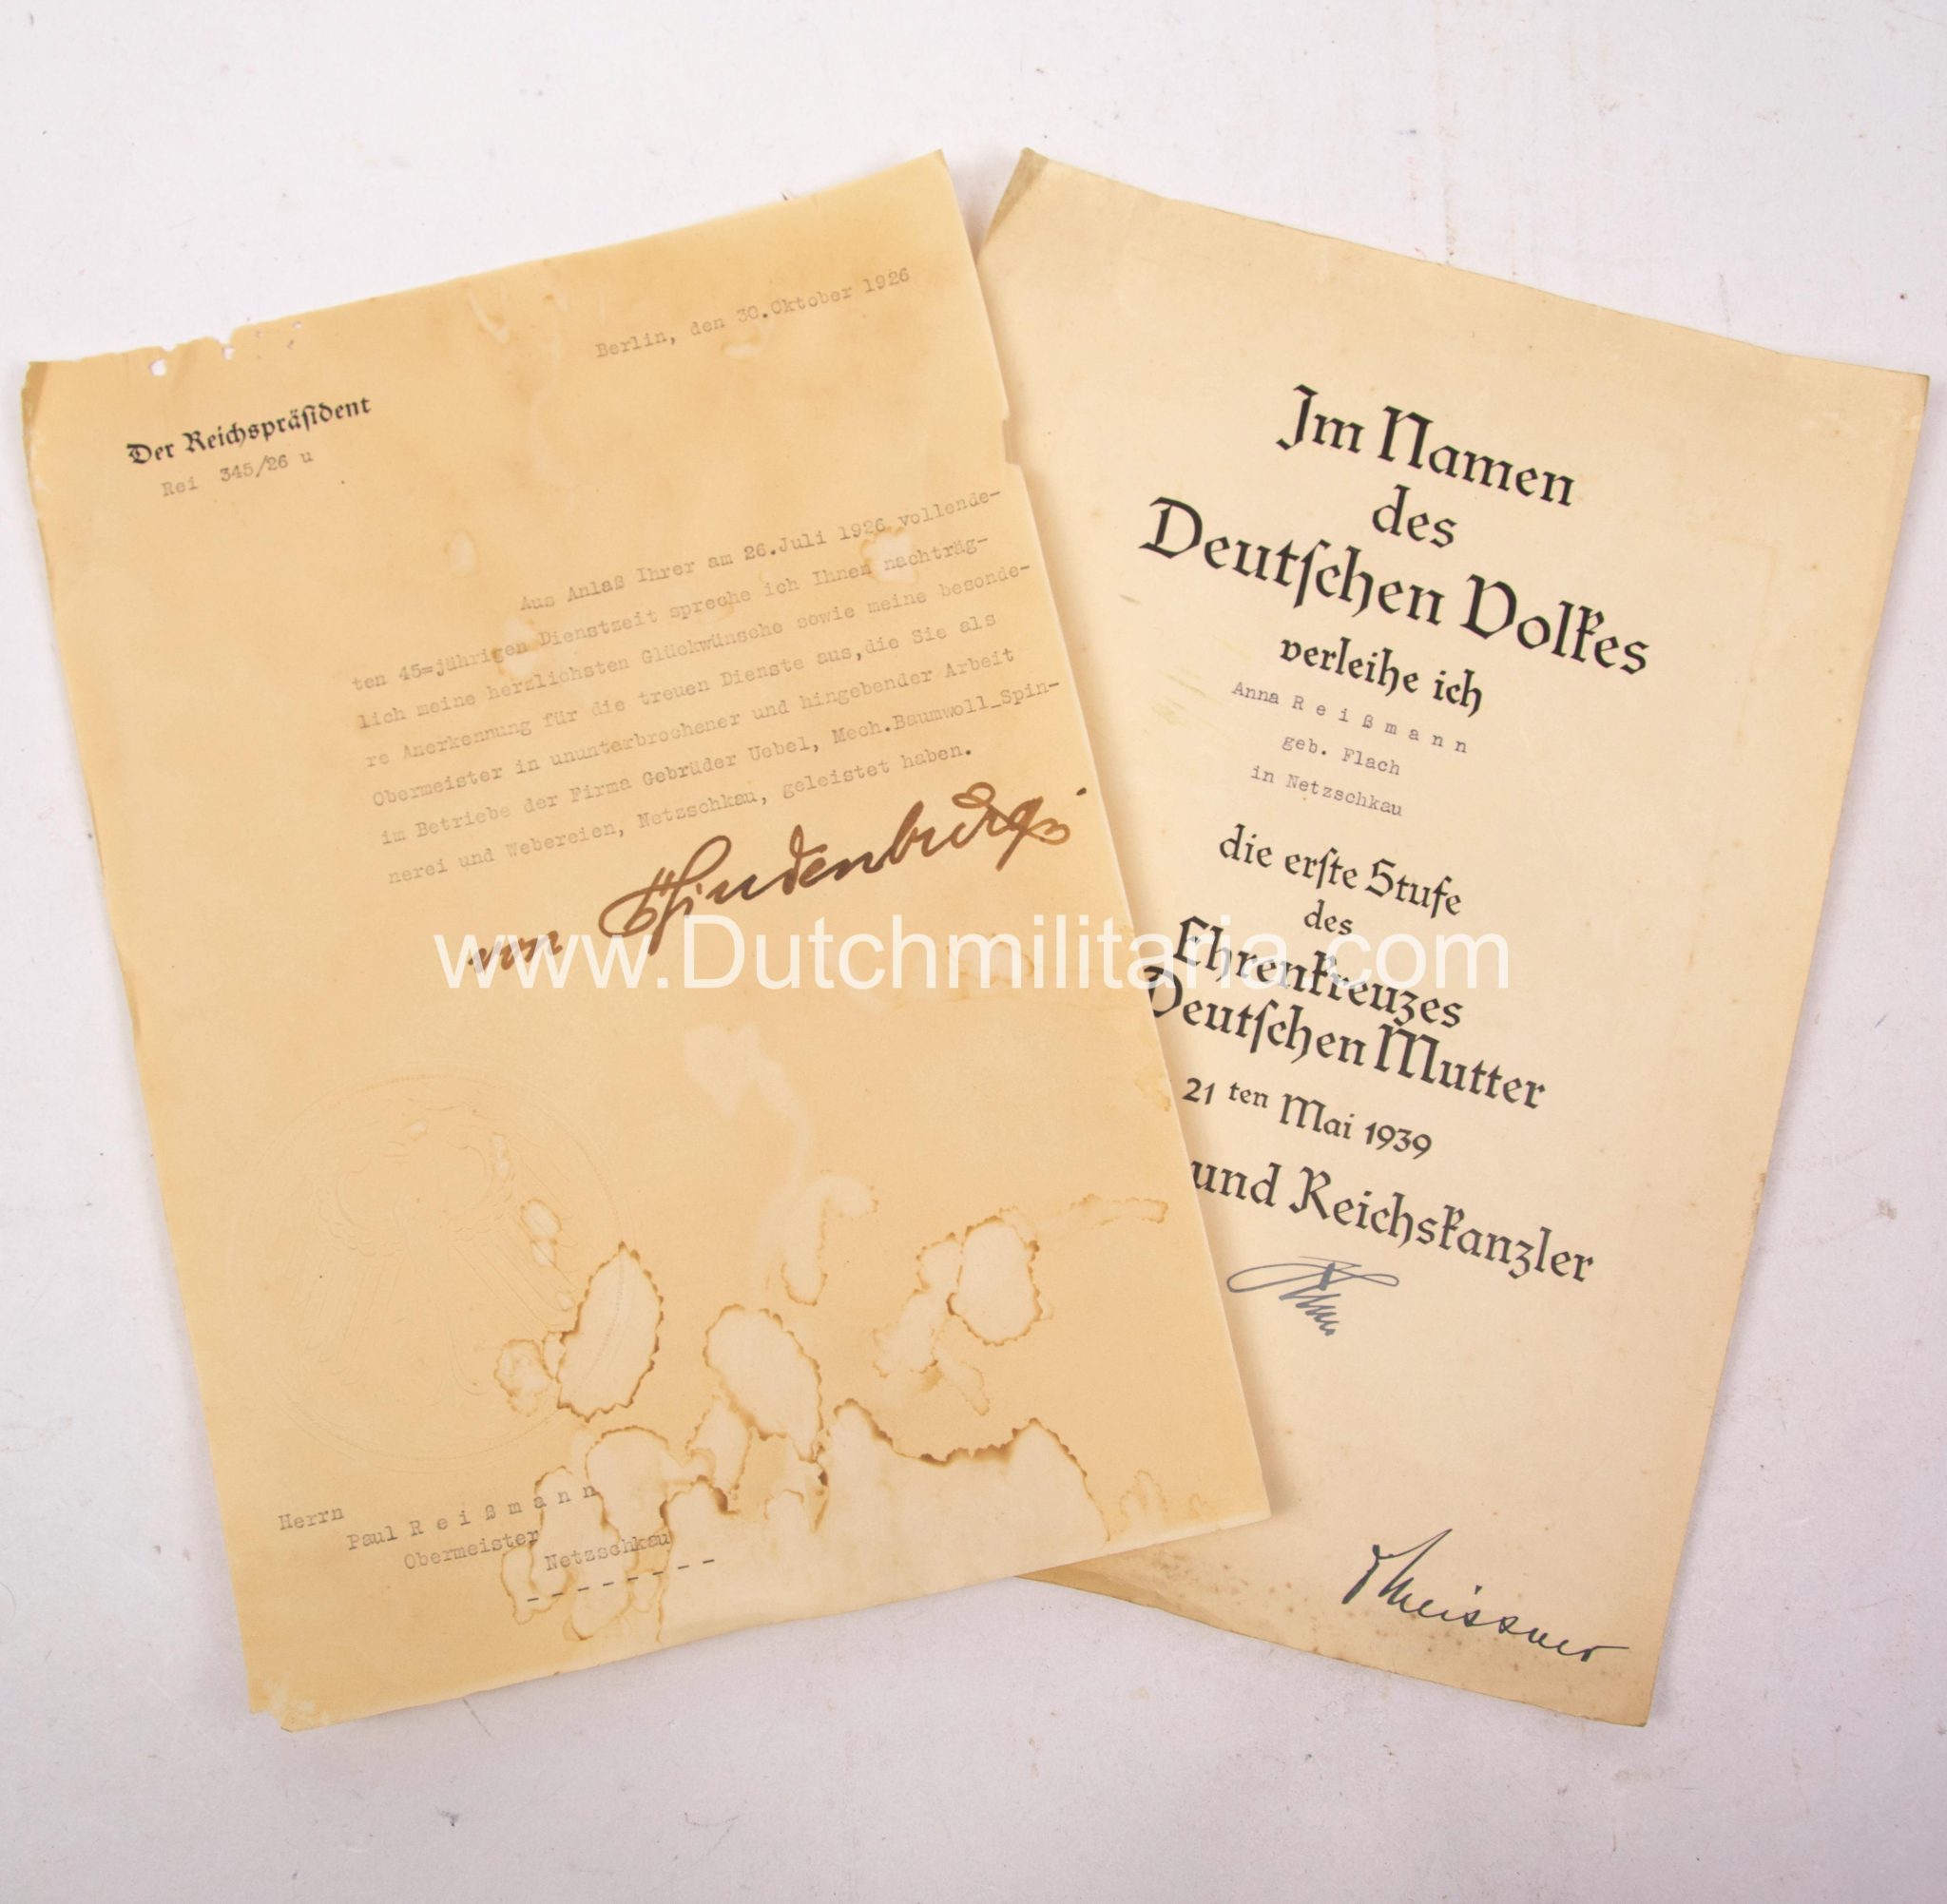 Berlin, den 30.Oktober 1926
Der Reichspräsident
Rei 345/26 u
Aus Anlaß Ihrer am 26.Juli 1926 vollende-
ten 45=jährigen Dienstzeit spreche ich Ihnen nachträg-
lich meine herzlichsten Glückwünsche sowie meine besonde-
re Anerkennung für die treuen Dienste aus,die Sie als
Obermeister in ununterbrochener und hingebender Arbeit
im Betriebe der Firma Gebrüder Uebel, Mech.Baumwoll_Spin-
nerei und Webereien, Netzschkau, geleistet haben.
von Hindenburg
Herrn
Paul Reißmann
Obermeister
Netzschkau
Im Namen
des
Deutschen Volkes
verleihe ich
Anna Reißmann
geb. Flach
in Netzschkau
die erste Stufe
des
Ehrenkreuzes
Deutschen Mutter
21 ten Mai 1939
und Reichskanzler
Meissner
www.Dutchmilitaria.com